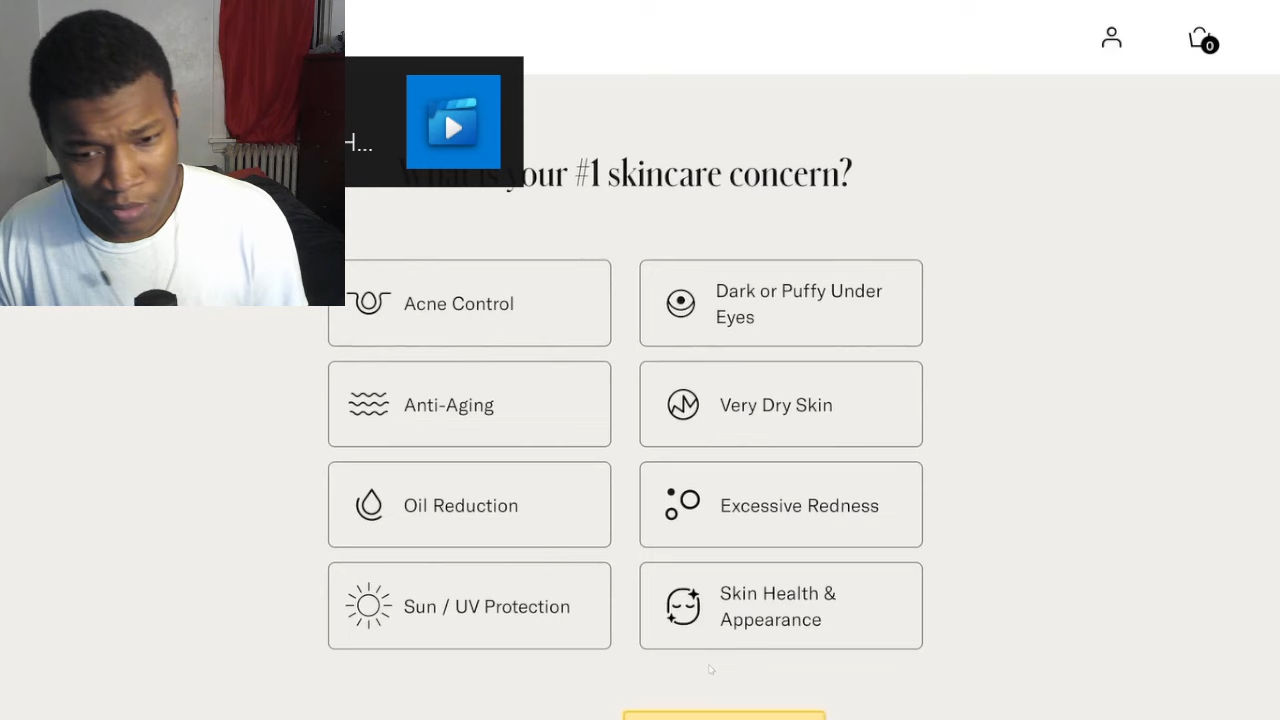 0
H...
your #1 skincare concern?
Acne Control
Dark or Puffy Under
Eyes
Anti-Aging
Very Dry Skin
Oil Reduction
Excessive Redness
Sun / UV Protection
Skin Health &
Appearance